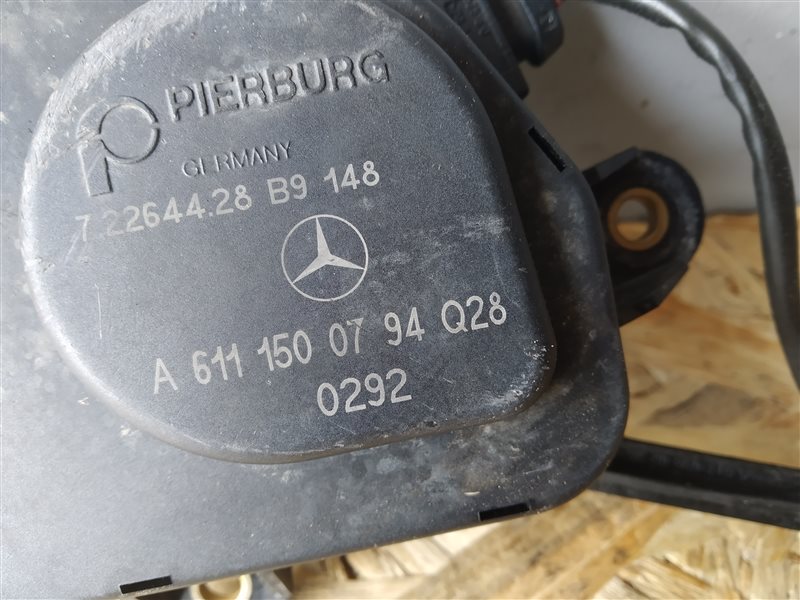 PIERBURG
GERMANY
7.22644.28 B9 148
A 611 150 07 94 Q28
0292